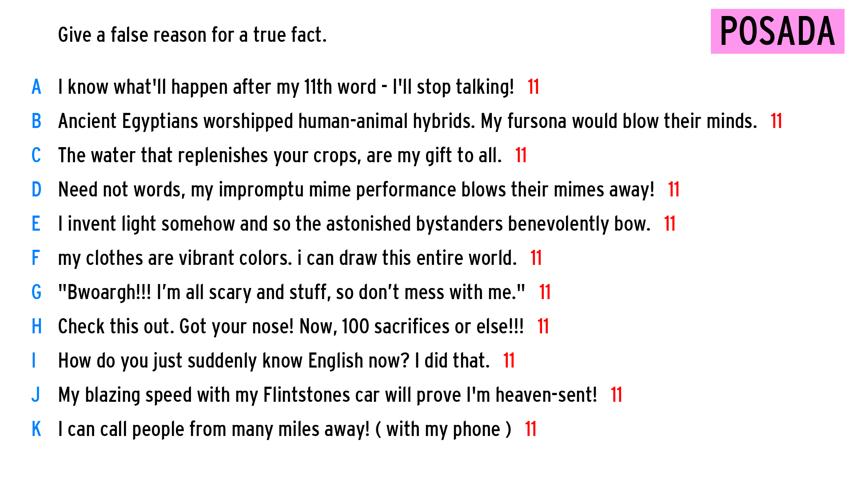 Give a false reason for a true fact.
POSADA
A I know what'll happen after my 11th word - I'll stop talking! 11
B Ancient Egyptians worshipped human-animal hybrids. My fursona would blow their minds. 11
C The water that replenishes your crops, are my gift to all. 11
D Need not words, my impromptu mime performance blows their mimes away! 11
E I invent light somehow and so the astonished bystanders benevolently bow. 11
F my clothes are vibrant colors. i can draw this entire world. 11
G "Bwoargh!!! I’m all scary and stuff, so don’t mess with me." 11
H Check this out. Got your nose! Now, 100 sacrifices or else!!! 11
I How do you just suddenly know English now? I did that. 11
J My blazing speed with my Flintstones car will prove I'm heaven-sent! 11
K I can call people from many miles away! ( with my phone ) 11